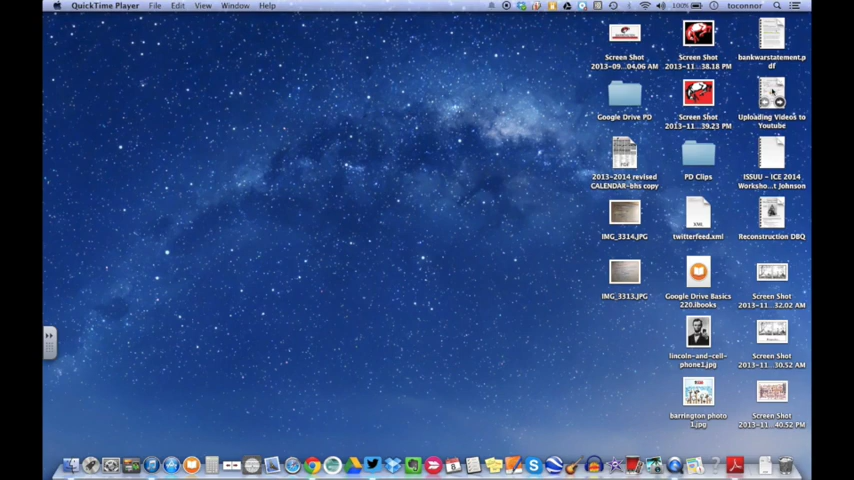 QuickTime Player File Edit View Window Help 100% toconnor
Screen Shot
2013-09...04.06 AM
Screen Shot
2013-11...38.18 PM
bankwarstatement.p
df
Google Drive PD
Screen Shot
2013-11...39.23 PM
Uploading Videos to
Youtube
2013-2014 revised
CALENDAR-bhs copy
PD Clips
ISSUU - ICE 2014
Worksho...t Johnson
IMG_3314.JPG
twitterfeed.xml
Reconstruction DBQ
IMG_3313.JPG
Google Drive Basics
220.ibooks
Screen Shot
2013-11...32.02 AM
lincoln-and-cell-
phone1.jpg
Screen Shot
2013-11...30.52 AM
barrington photo
1.jpg
Screen Shot
2013-11...40.52 PM